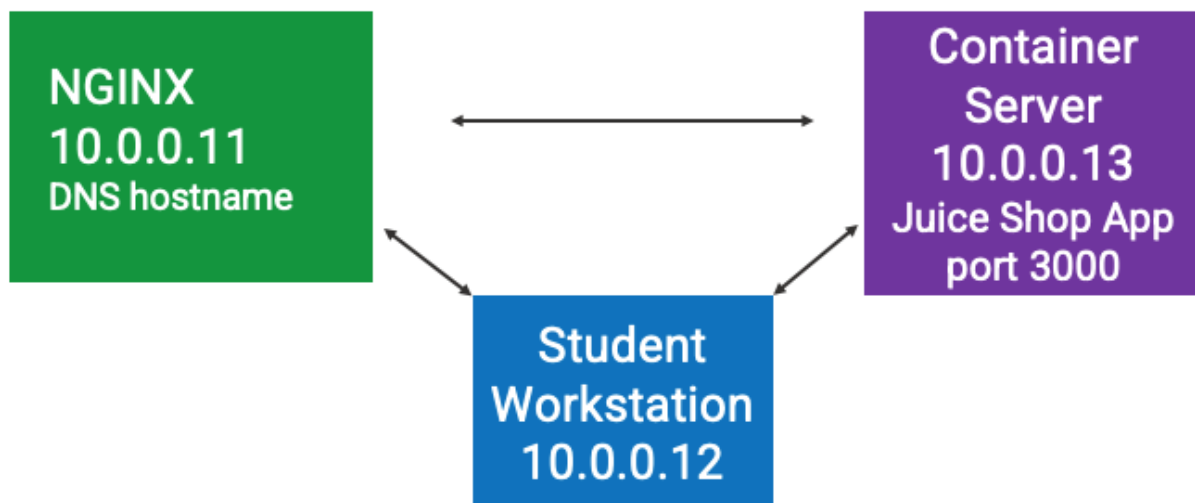 NGINX
10.0.0.11
DNS hostname
Container
Server
10.0.0.13
Juice Shop App
port 3000
Student
Workstation
10.0.0.12